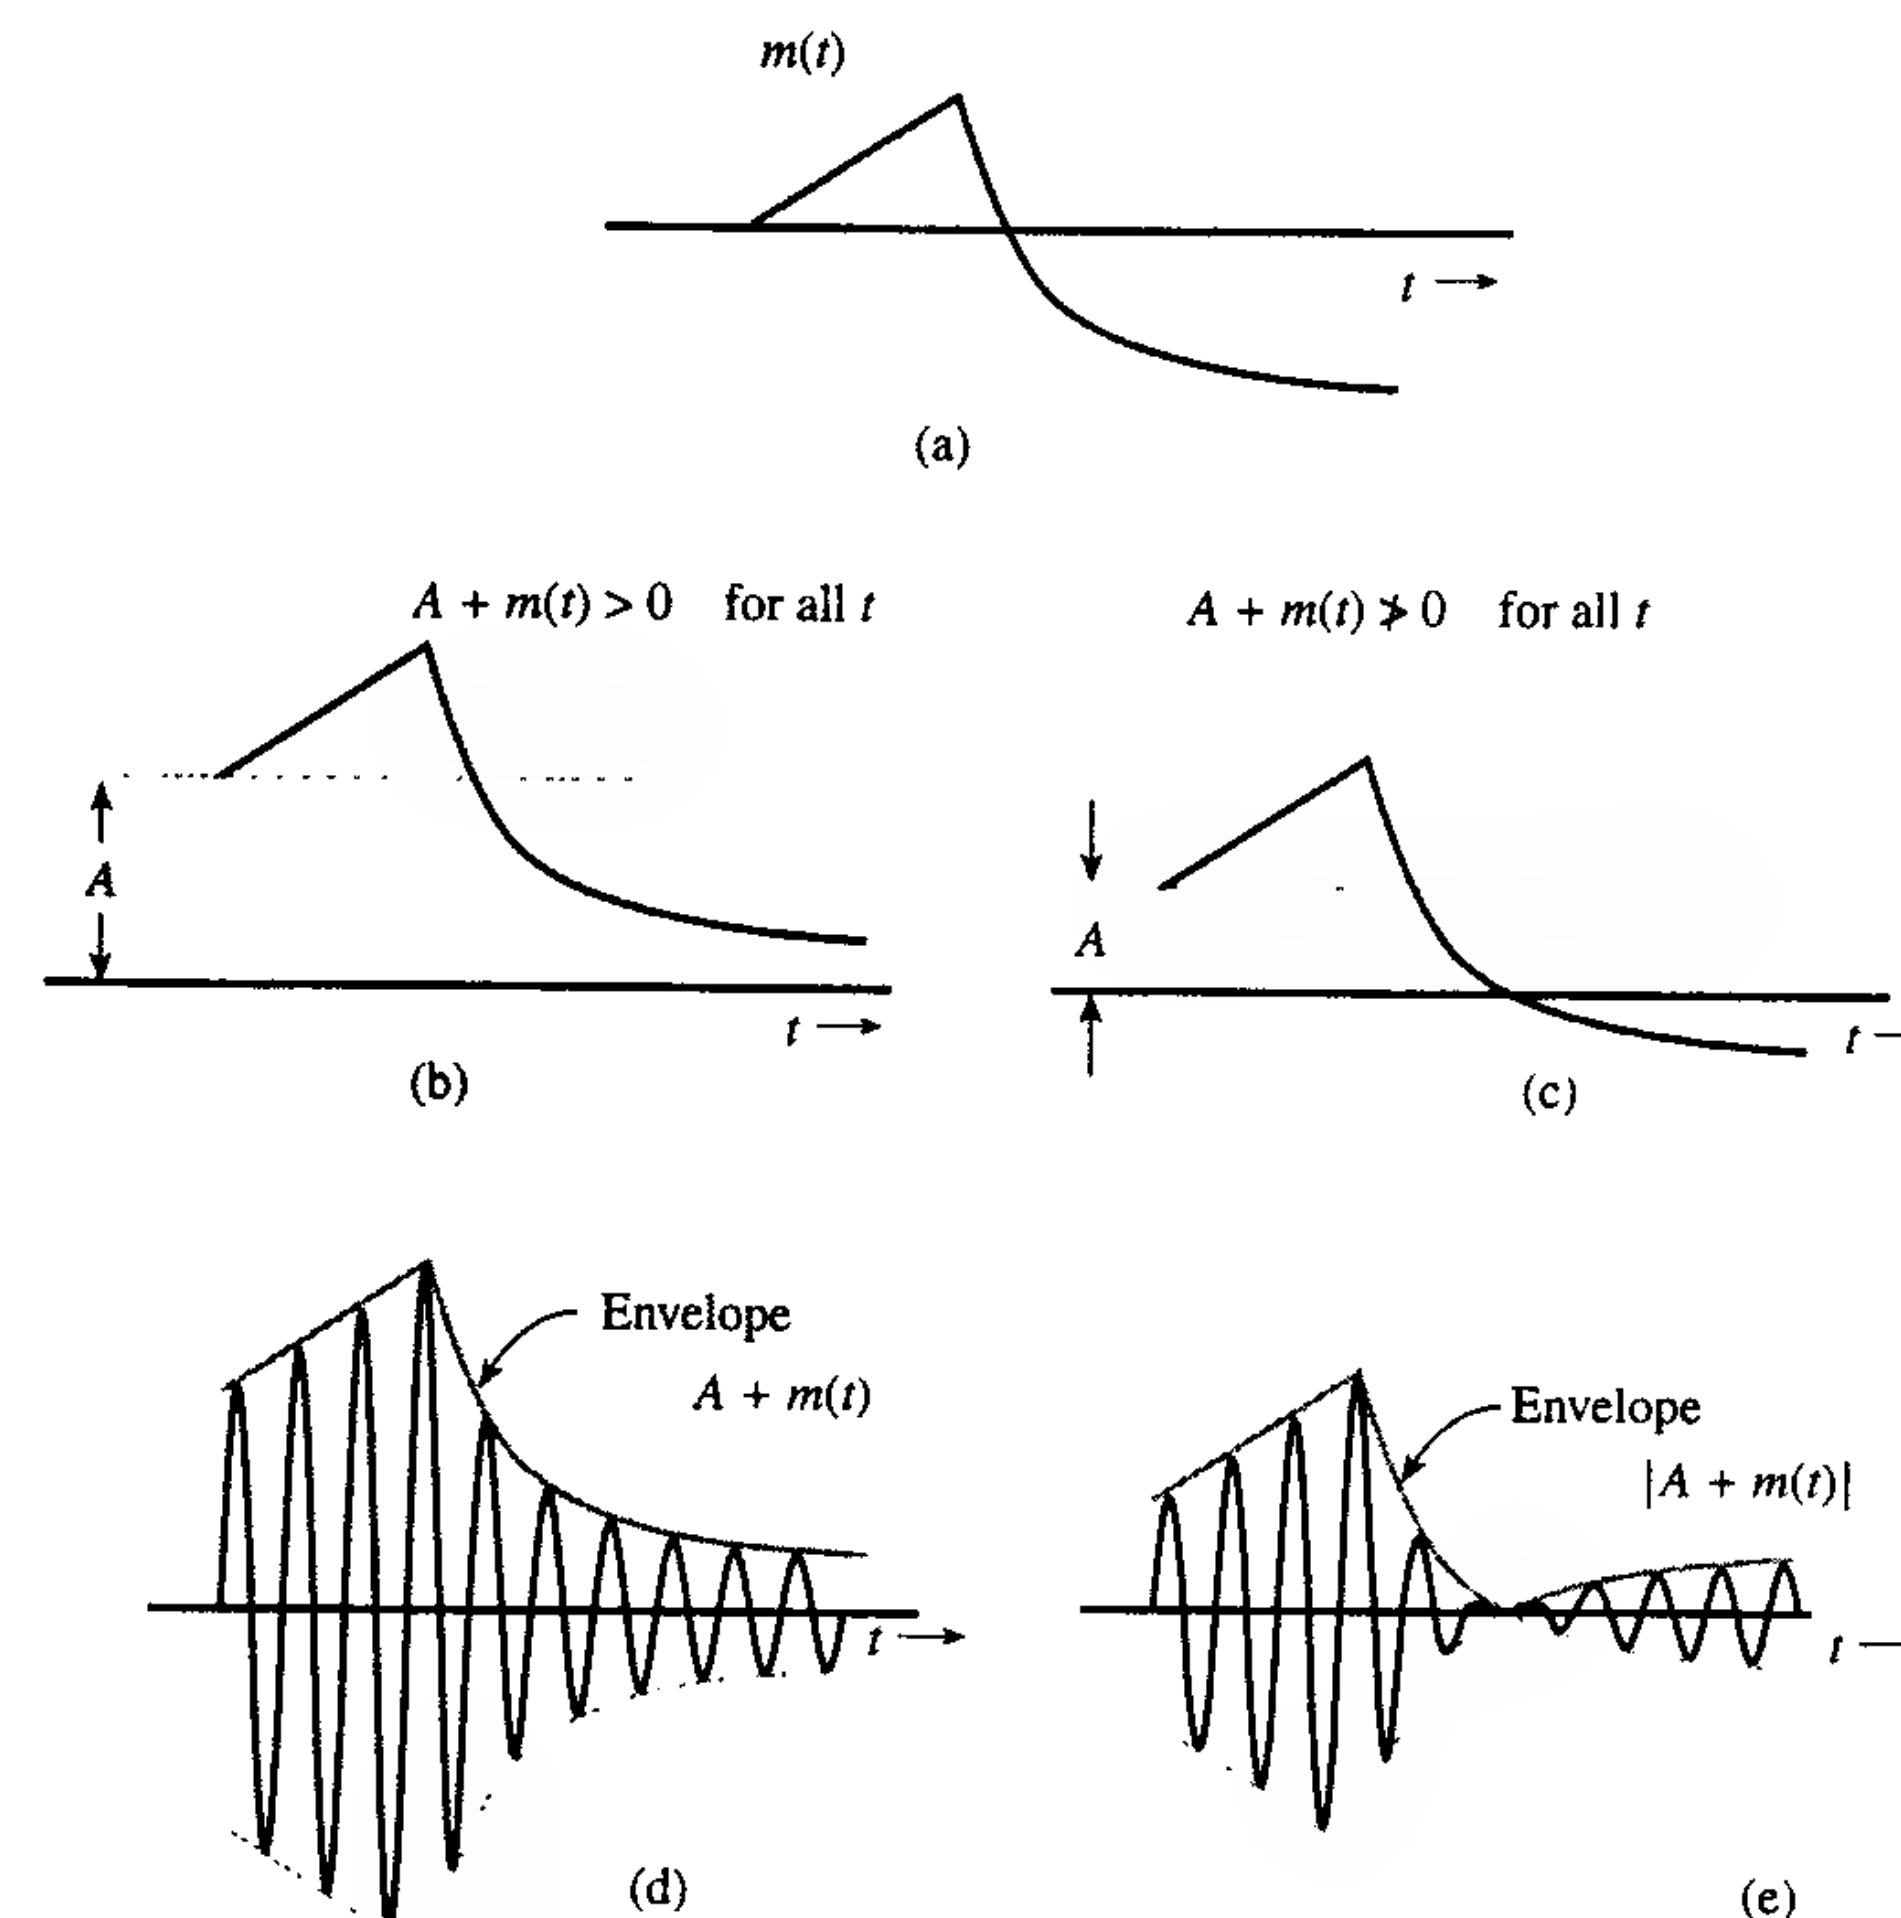 m(t)
t
(a)
A + m(t) > 0 for all t
A + m(t) ≯ 0 for all t
A
A
t
t
(b)
(c)
Envelope
A + m(t)
Envelope
|A + m(t)|
t
t
(d)
(e)